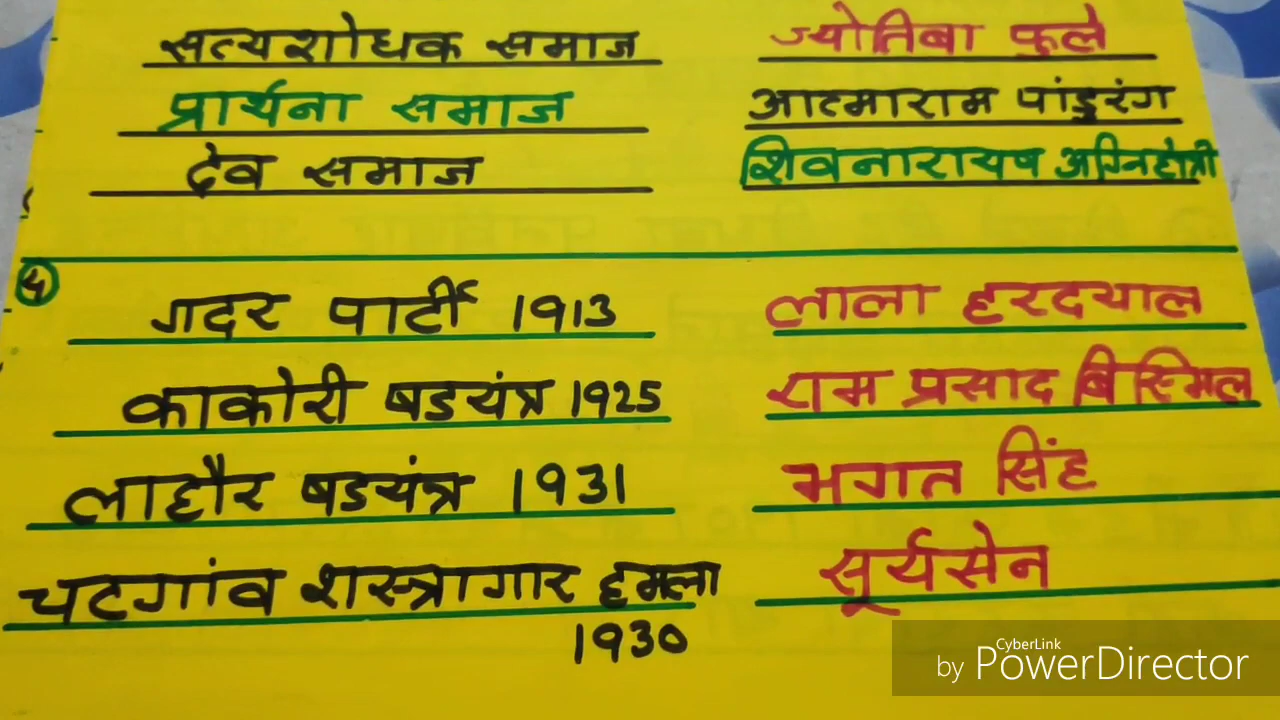 सत्यशोधक समाज ज्योतिबा फूले
प्रार्थना समाज आत्माराम पांडुरंग
देव समाज शिवनारायण अग्निहोत्री
५
गदर पार्टी 1913 लाला हरदयाल
काकोरी षडयंत्र 1925 राम प्रसाद बिस्मिल
लाहौर षडयंत्र 1931 भगत सिंह
चटगांव शस्त्रागार हमला सूर्यसेन
1930
CyberLink
by PowerDirector